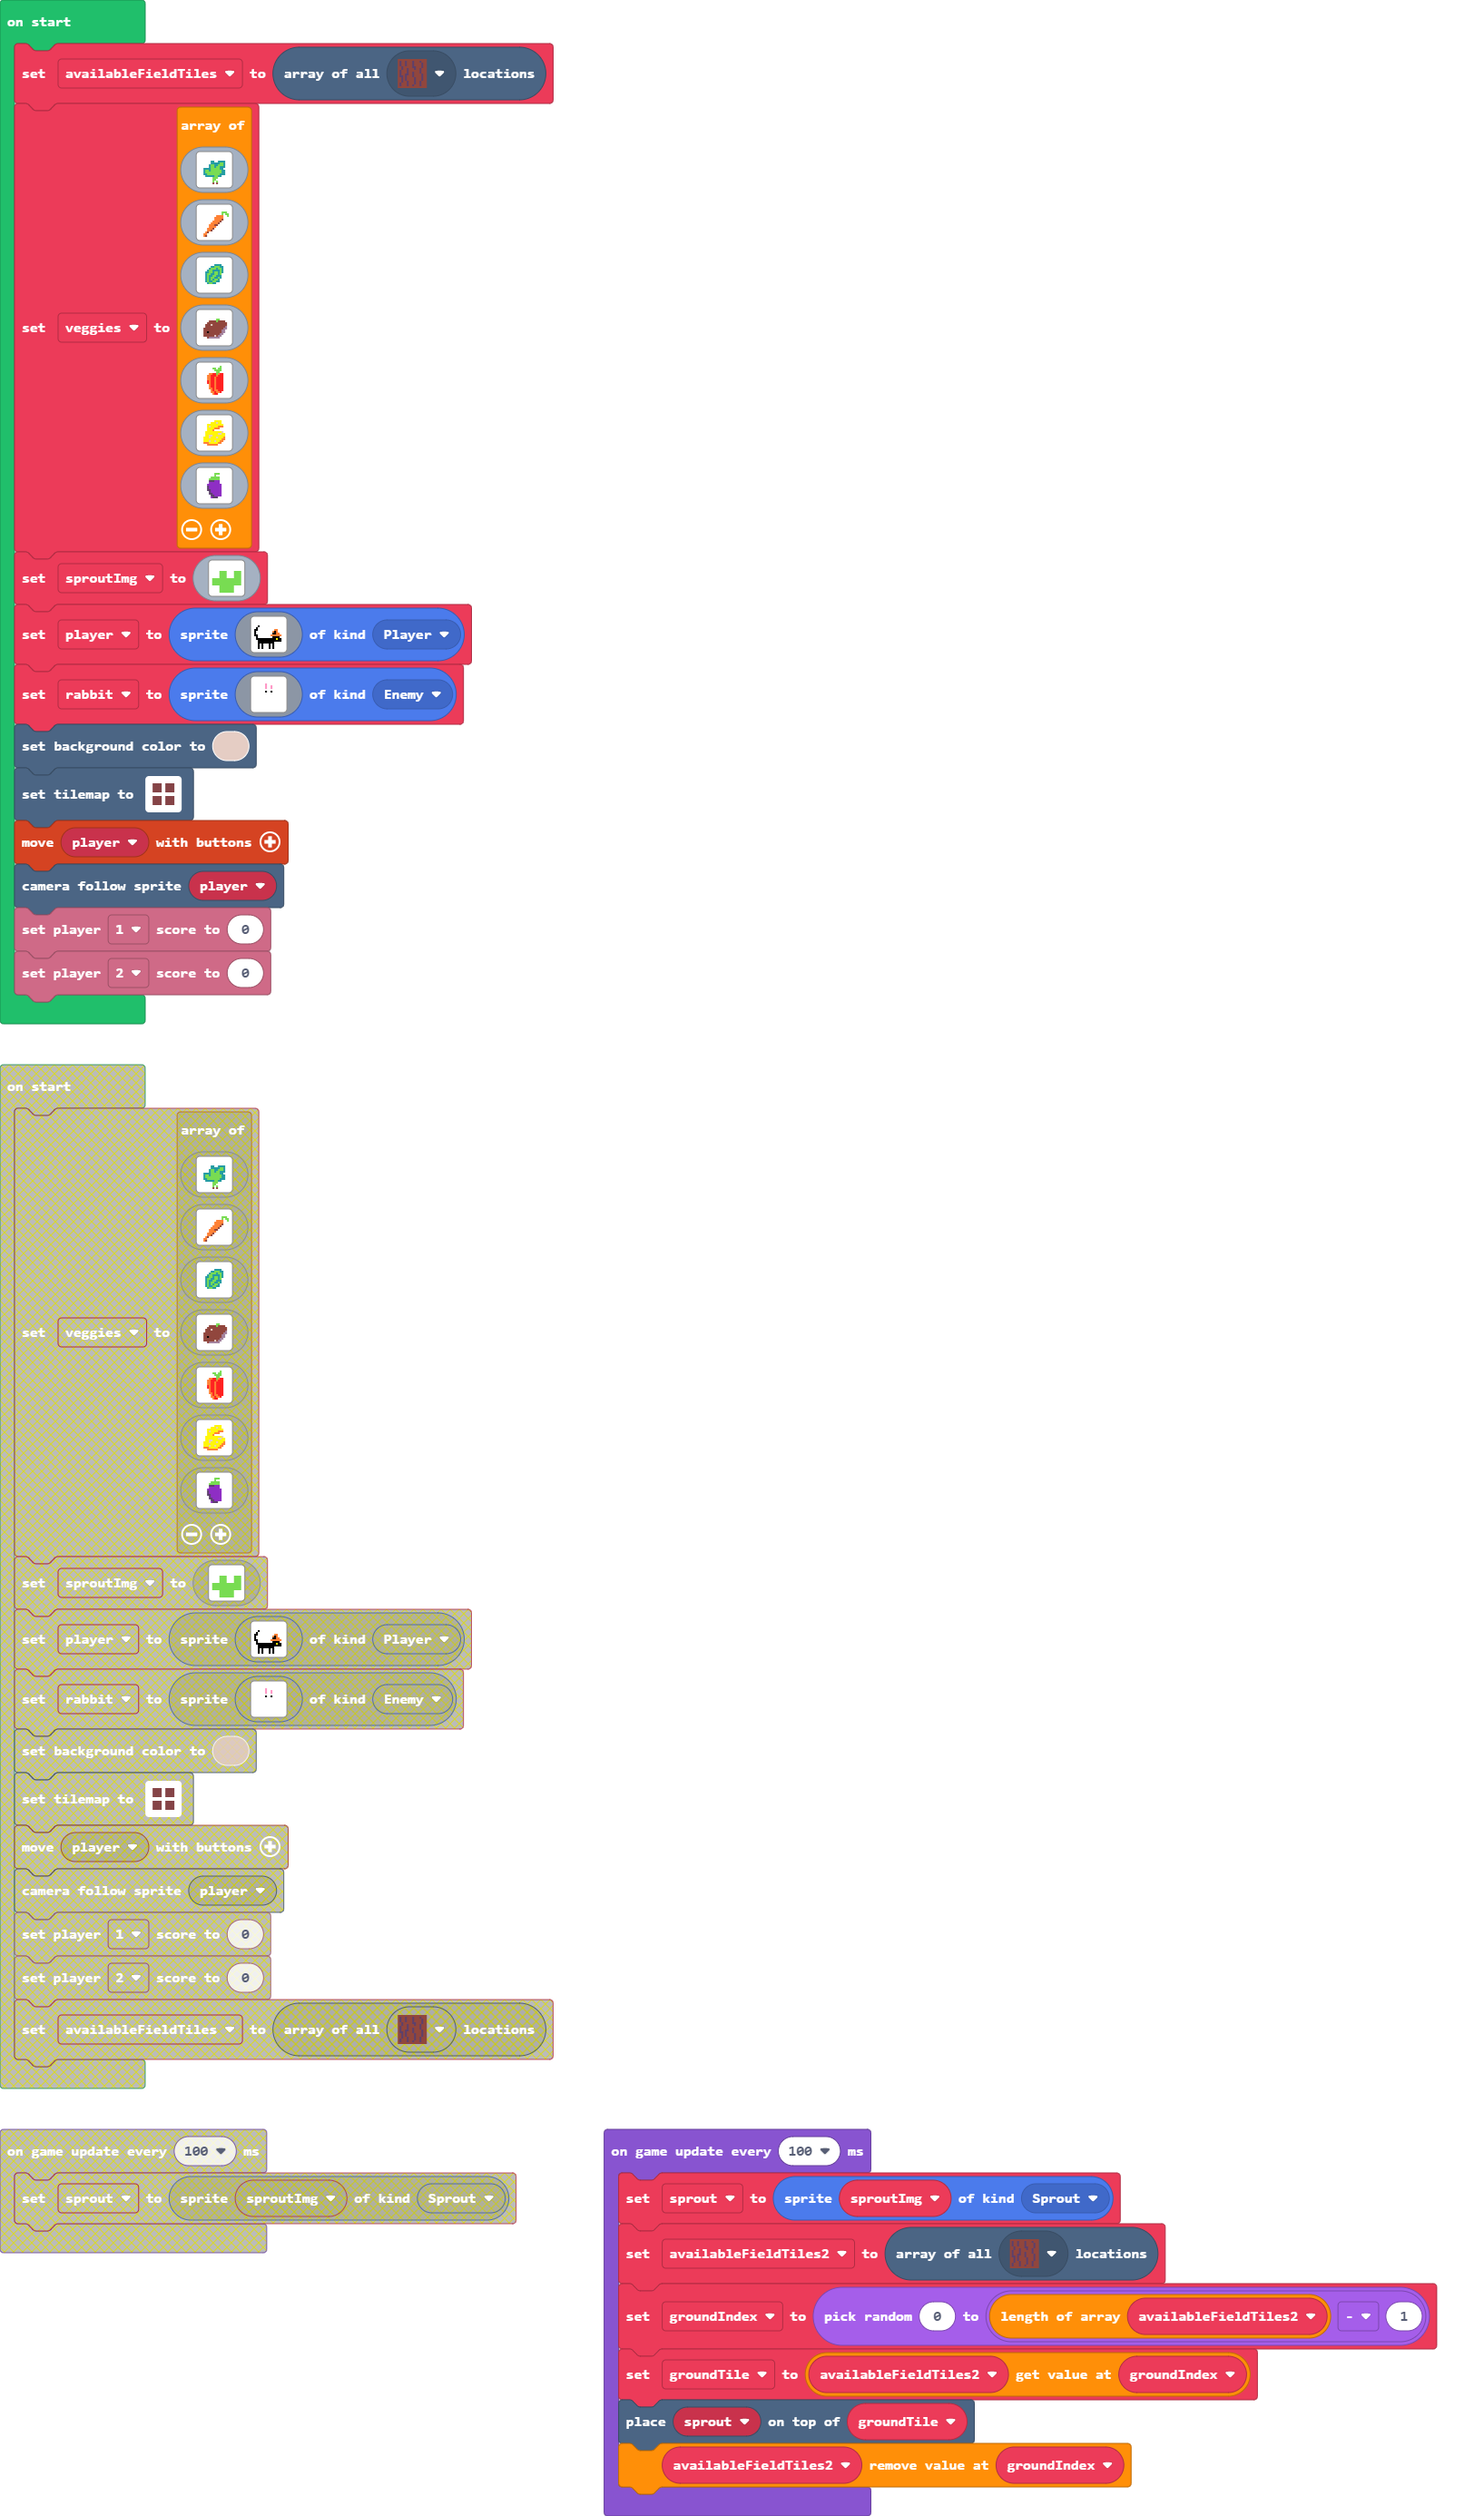 on start
set availableFieldTiles to array of all locations
array of
set veggies to
set sproutImg to
set player to sprite of kind Player
set rabbit to sprite of kind Enemy
set background color to
set tilemap to
move player with buttons
camera follow sprite player
set player 1 score to 0
set player 2 score to 0
on start
array of
set veggies to
set sproutImg to
set player to sprite of kind Player
set rabbit to sprite of kind Enemy
set background color to
set tilemap to
move player with buttons
camera follow sprite player
set player 1 score to 0
set player 2 score to 0
set availableFieldTiles to array of all locations
on game update every 100 ms
set sprout to sprite sproutImg of kind Sprout
on game update every 100 ms
set sprout to sprite sproutImg of kind Sprout
set availableFieldTiles2 to array of all locations
set groundIndex to pick random 0 to length of array availableFieldTiles2 - 1
set groundTile to availableFieldTiles2 get value at groundIndex
place sprout on top of groundTile
availableFieldTiles2 remove value at groundIndex